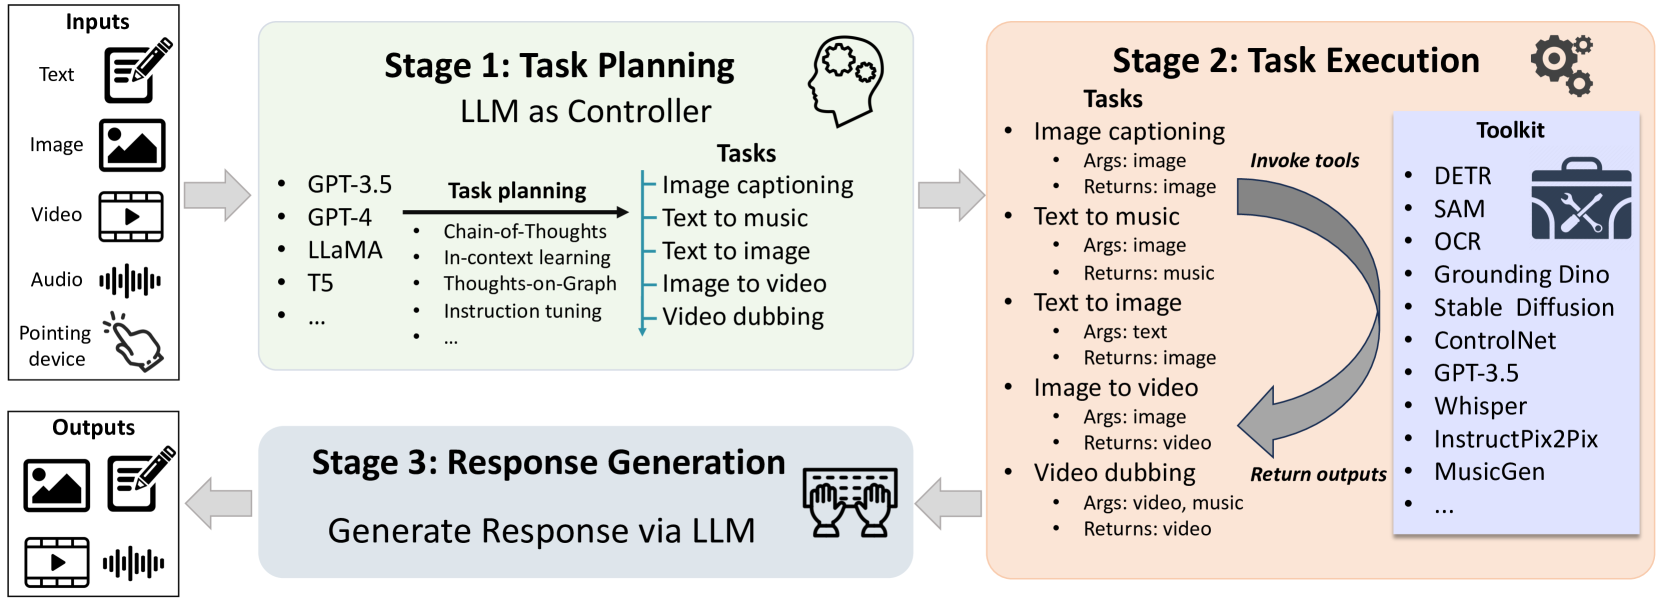 Inputs
Text
Image
Video
Audio
Pointing
device
Stage 1: Task Planning
LLM as Controller
• GPT-3.5
• GPT-4
• LLaMA
• T5
• ...
Task planning
• Chain-of-Thoughts
• In-context learning
• Thoughts-on-Graph
• Instruction tuning
• ...
Tasks
Image captioning
Text to music
Text to image
Image to video
Video dubbing
Stage 2: Task Execution
Tasks
• Image captioning
• Args: image
• Returns: image
• Text to music
• Args: image
• Returns: music
• Text to image
• Args: text
• Returns: image
• Image to video
• Args: image
• Returns: video
• Video dubbing
• Args: video, music
• Returns: video
Invoke tools
Return outputs
Toolkit
• DETR
• SAM
• OCR
• Grounding Dino
• Stable Diffusion
• ControlNet
• GPT-3.5
• Whisper
• InstructPix2Pix
• MusicGen
• ...
Stage 3: Response Generation
Generate Response via LLM
Outputs